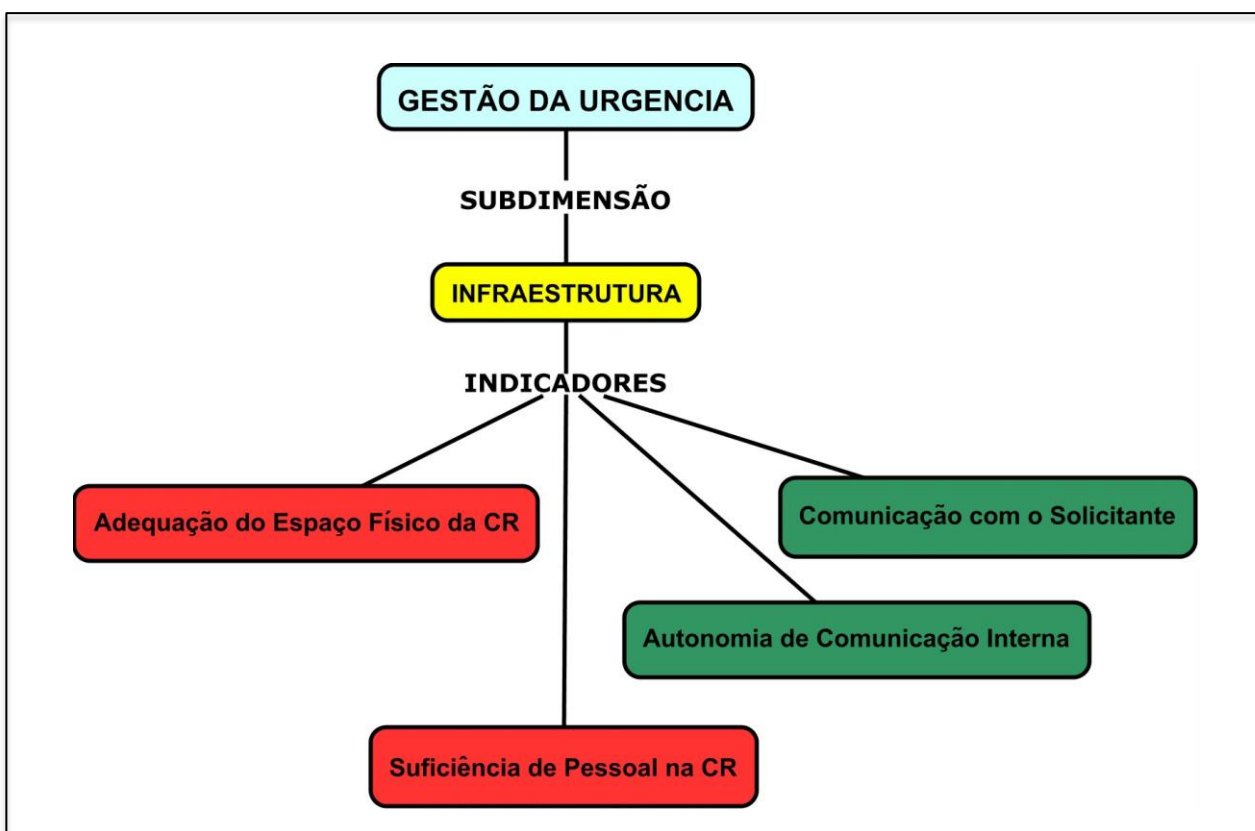 GESTÃO DA URGENCIA
SUBDIMENSÃO
INFRAESTRUTURA
INDICADORES
Adequação do Espaço Físico da CR
Comunicação com o Solicitante
Autonomia de Comunicação Interna
Suficiência de Pessoal na CR